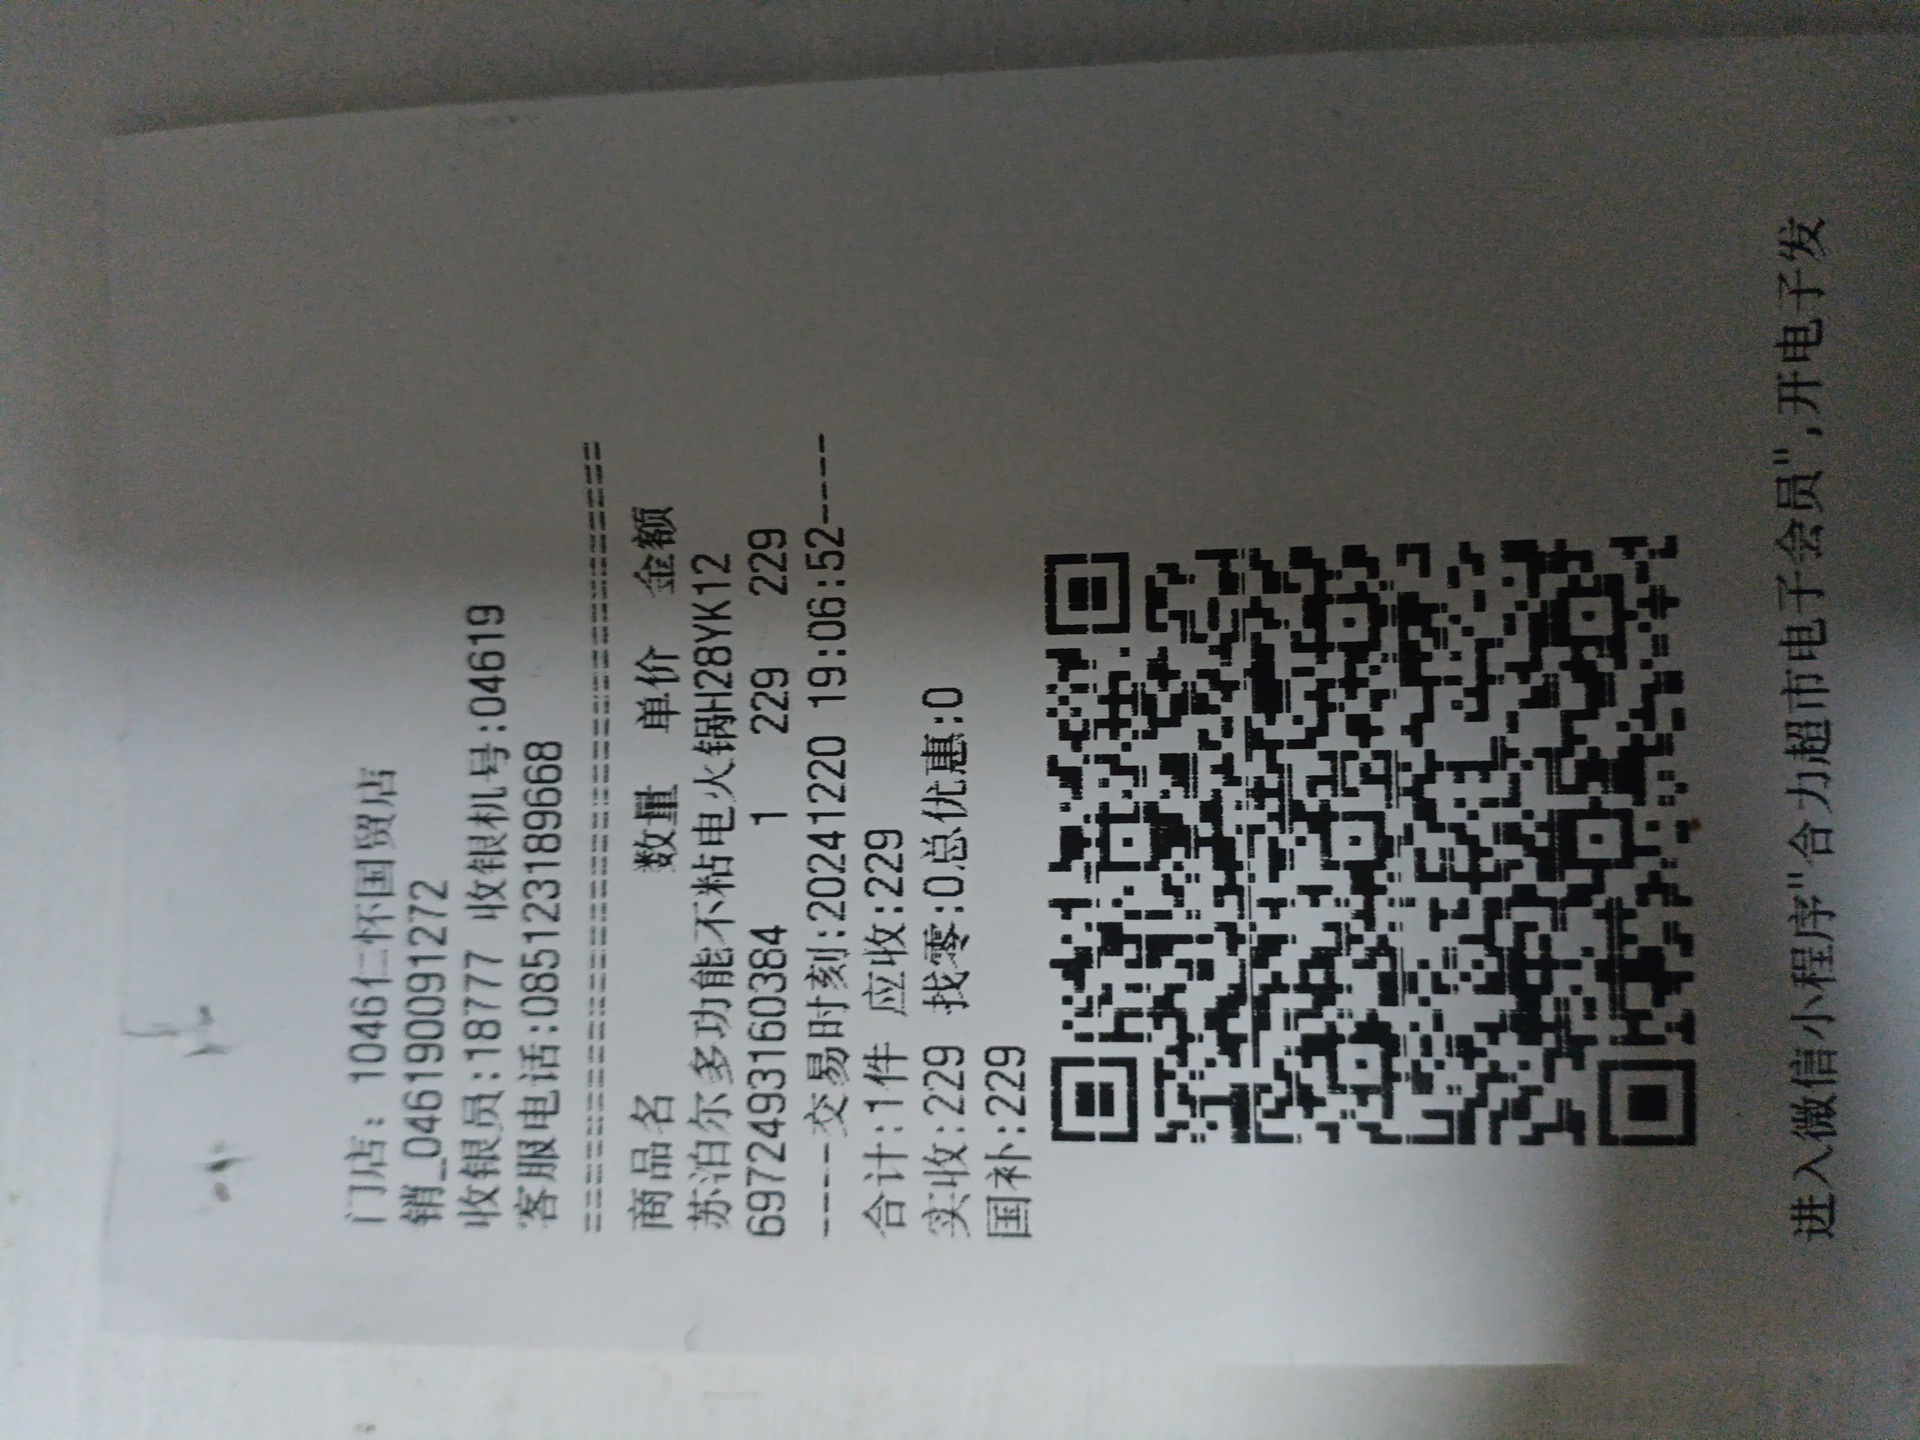 门店: 1046仁怀国贸店
销_046190091272
收银员:18777 收银机号:04619
客服电话:085123189668
========================================
商品名 数量 单价 金额
苏泊尔多功能不粘电火锅H28YK12
6972493160384 1 229 229
----交易时刻:20241220 19:06:52-----
合计:1件 应收:229
实收:229 找零:0总优惠:0
国补:229
进入微信小程序"合力超市电子会员",开电子发